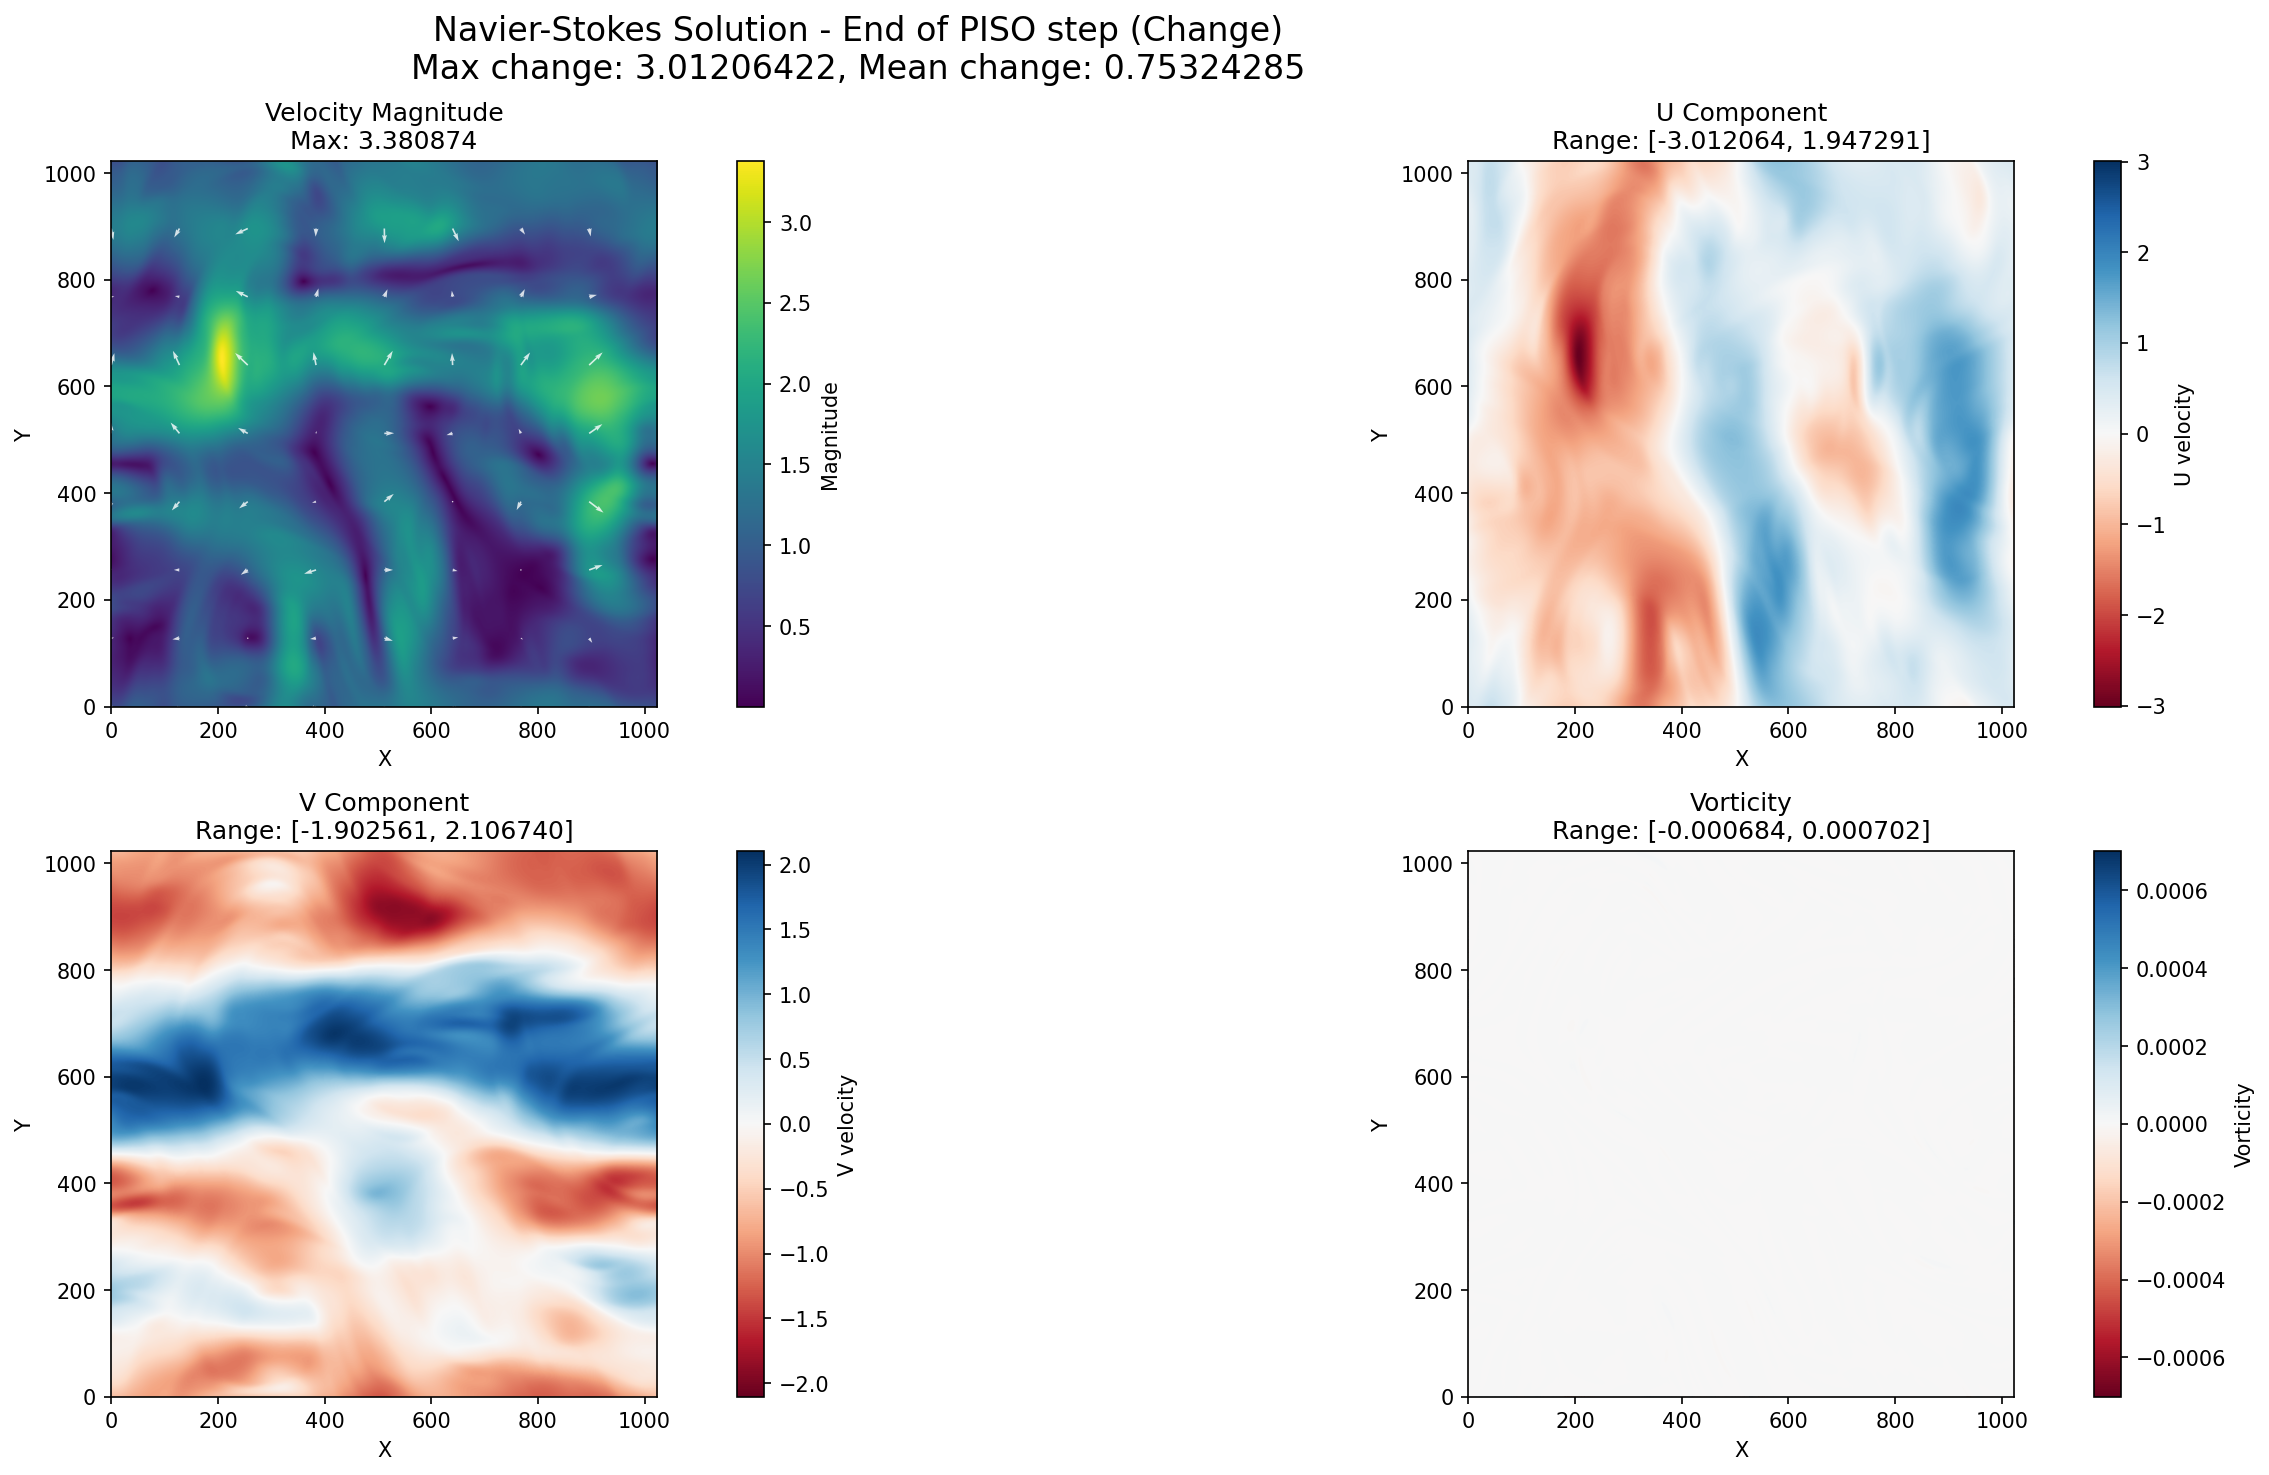 Navier-Stokes Solution - End of PISO step (Change)
Max change: 3.01206422, Mean change: 0.75324285
Velocity Magnitude
Max: 3.380874
1000
800
600
400
200
0
Y
0 200 400 600 800 1000
X
3.0
2.5
2.0
1.5
1.0
0.5
Magnitude
U Component
Range: [-3.012064, 1.947291]
1000
800
600
400
200
0
Y
0 200 400 600 800 1000
X
3
2
1
0
−1
−2
−3
U velocity
V Component
Range: [-1.902561, 2.106740]
1000
800
600
400
200
0
Y
0 200 400 600 800 1000
X
2.0
1.5
1.0
0.5
0.0
−0.5
−1.0
−1.5
−2.0
V velocity
Vorticity
Range: [-0.000684, 0.000702]
1000
800
600
400
200
0
Y
0 200 400 600 800 1000
X
0.0006
0.0004
0.0002
0.0000
−0.0002
−0.0004
−0.0006
Vorticity